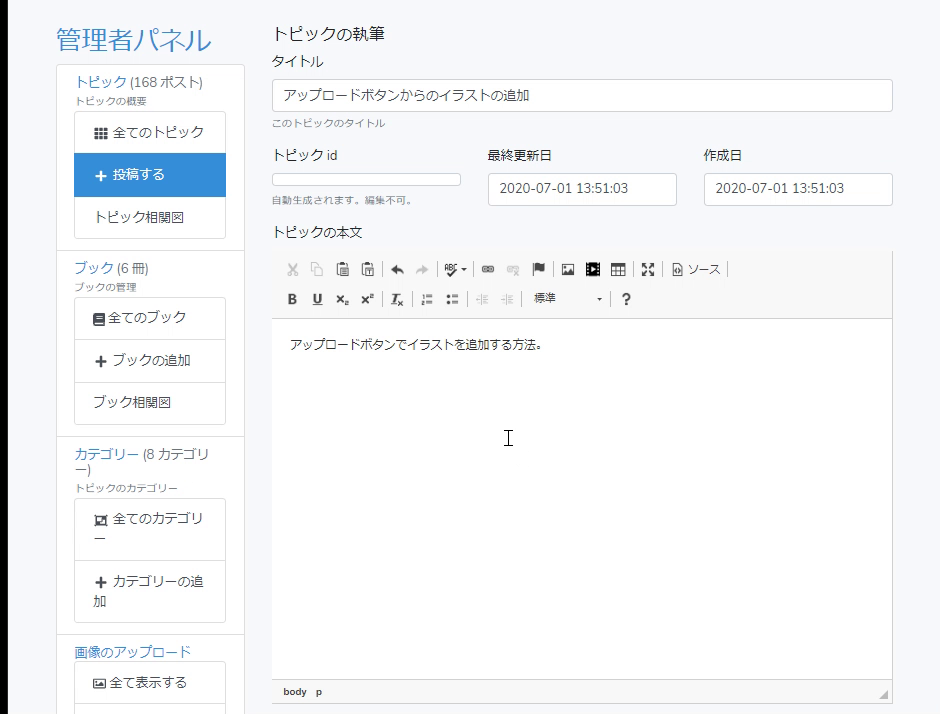 管理者パネル
トピック (168 ポスト)
トピックの概要
全てのトピック
投稿する
トピック相関図
ブック (6 冊)
ブックの管理
全てのブック
ブックの追加
ブック相関図
カテゴリー (8 カテゴリ
ー)
トピックのカテゴリー
全てのカテゴリ
ー
カテゴリーの追
加
画像のアップロード
全て表示する
トピックの執筆
タイトル
アップロードボタンからのイラストの追加
このトピックのタイトル
トピック id
最終更新日
作成日
2020-07-01 13:51:03
2020-07-01 13:51:03
自動生成されます。編集不可。
トピックの本文
ABC
ソース
B U x₂ x² Tx 標準 ?
アップロードボタンでイラストを追加する方法。
body p